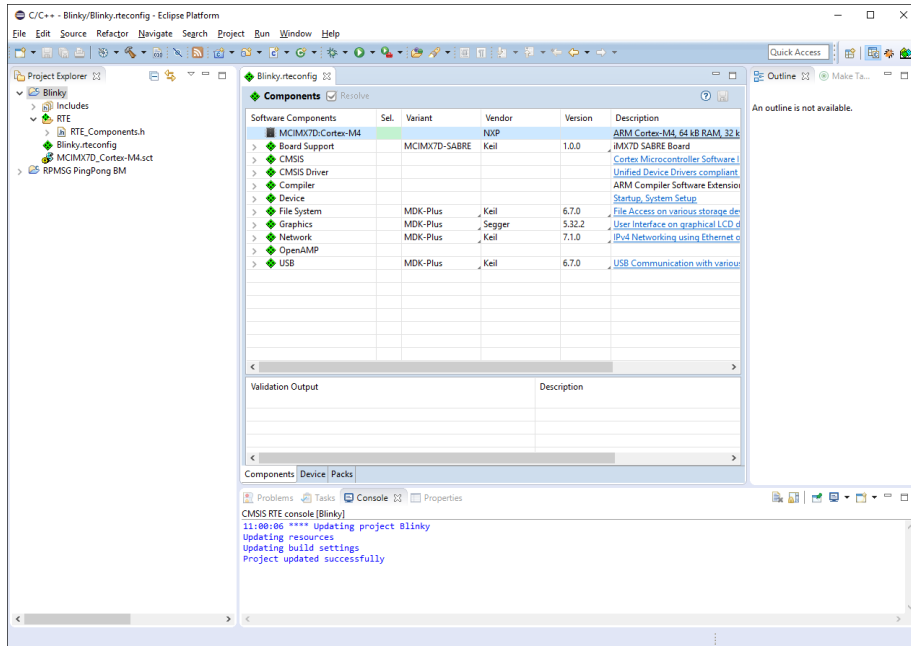 C/C++ - Blinky/Blinky.rteconfig - Eclipse Platform
File Edit Source Refactor Navigate Search Project Run Window Help
Quick Access
Project Explorer
Blinky
Includes
RTE
RTE_Components.h
Blinky.rteconfig
MCIMX7D_Cortex-M4.sct
RPMSG PingPong BM
Blinky.rteconfig
Components Resolve
Software Components Sel. Variant Vendor Version Description
MCIMX7D:Cortex-M4 NXP ARM Cortex-M4, 64 kB RAM, 32 k
Board Support MCIMX7D-SABRE Keil 1.0.0 iMX7D SABRE Board
CMSIS Cortex Microcontroller Software I
CMSIS Driver Unified Device Drivers compliant
Compiler ARM Compiler Software Extension
Device Startup, System Setup
File System MDK-Plus Keil 6.7.0 File Access on various storage de
Graphics MDK-Plus Segger 5.32.2 User Interface on graphical LCD d
Network MDK-Plus Keil 7.1.0 IPv4 Networking using Ethernet o
OpenAMP
USB MDK-Plus Keil 6.7.0 USB Communication with various
Validation Output Description
Components Device Packs
Outline Make Ta...
An outline is not available.
Problems Tasks Console Properties
CMSIS RTE console [Blinky]
11:00:06 **** Updating project Blinky
Updating resources
Updating build settings
Project updated successfully